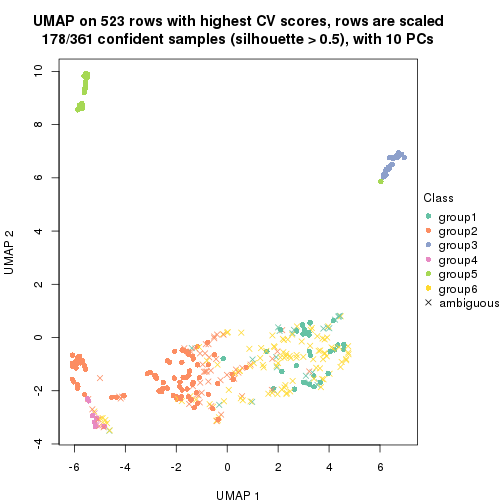 UMAP on 523 rows with highest CV scores, rows are scaled
178/361 confident samples (silhouette > 0.5), with 10 PCs
10
8
6
4
2
0
-2
-4
UMAP 2
-6
-4
-2
0
2
4
6
UMAP 1
Class
group1
group2
group3
group4
group5
group6
ambiguous